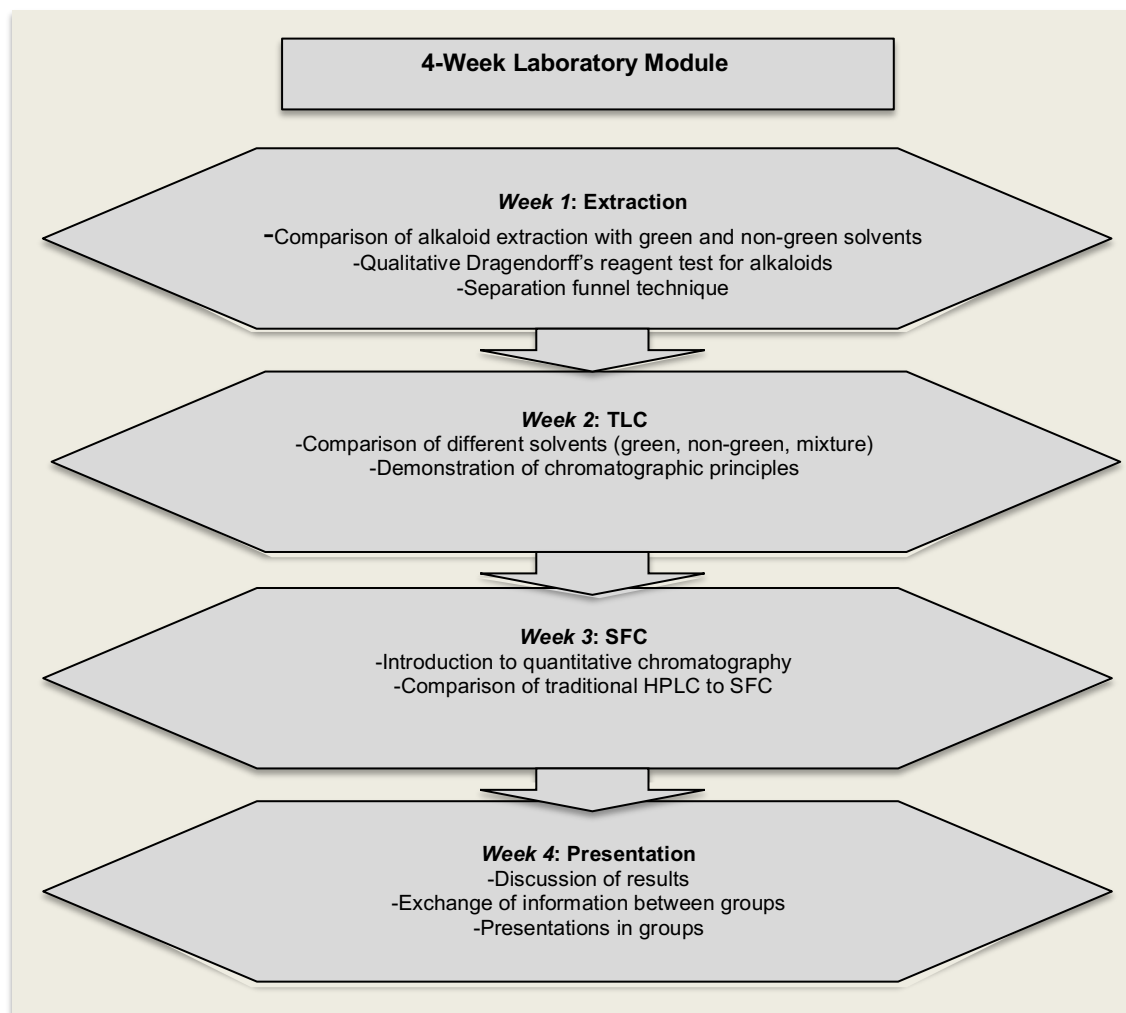 4-Week Laboratory Module
Week 1: Extraction
-Comparison of alkaloid extraction with green and non-green solvents
-Qualitative Dragendorff’s reagent test for alkaloids
-Separation funnel technique
Week 2: TLC
-Comparison of different solvents (green, non-green, mixture)
-Demonstration of chromatographic principles
Week 3: SFC
-Introduction to quantitative chromatography
-Comparison of traditional HPLC to SFC
Week 4: Presentation
-Discussion of results
-Exchange of information between groups
-Presentations in groups